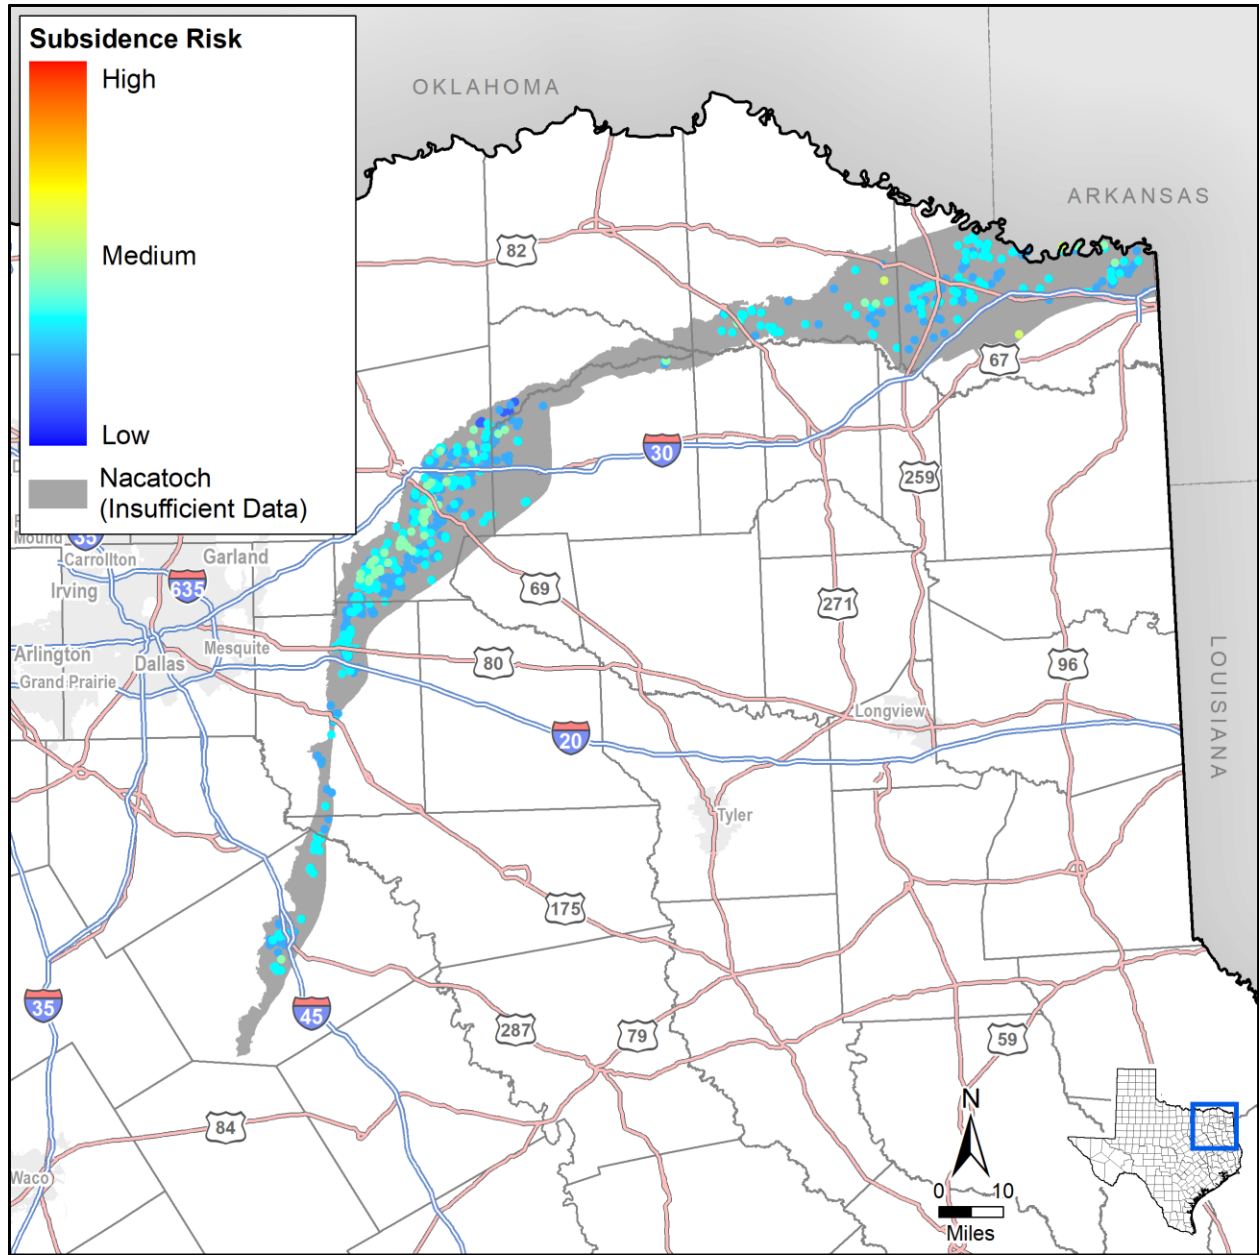 Subsidence Risk
High
Medium
Low
Nacatoch
(Insufficient Data)
OKLAHOMA
ARKANSAS
LOUISIANA
82
67
30
259
69
271
80
96
20
Mound
35
Carrollton
Garland
Irving
635
Arlington
Dallas
Mesquite
Grand Prairie
Longview
Tyler
175
35
45
287
79
59
84
Waco
N
0 10
Miles